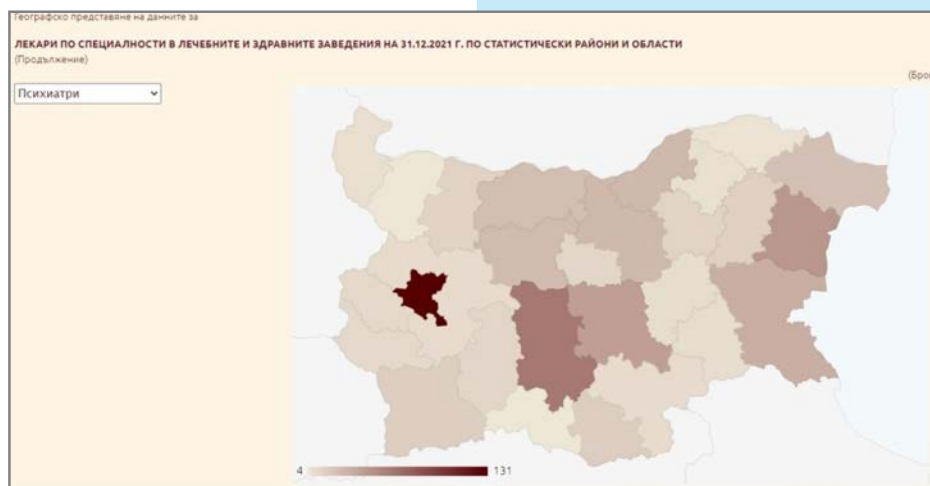 Географско представяне на данните за
ЛЕКАРИ ПО СПЕЦИАЛНОСТИ В ЛЕЧЕБНИТЕ И ЗДРАВНИТЕ ЗАВЕДЕНИЯ НА 31.12.2021 Г. ПО СТАТИСТИЧЕСКИ РАЙОНИ И ОБЛАСТИ
(Продължение)
(Бро
Психиатри
4 131